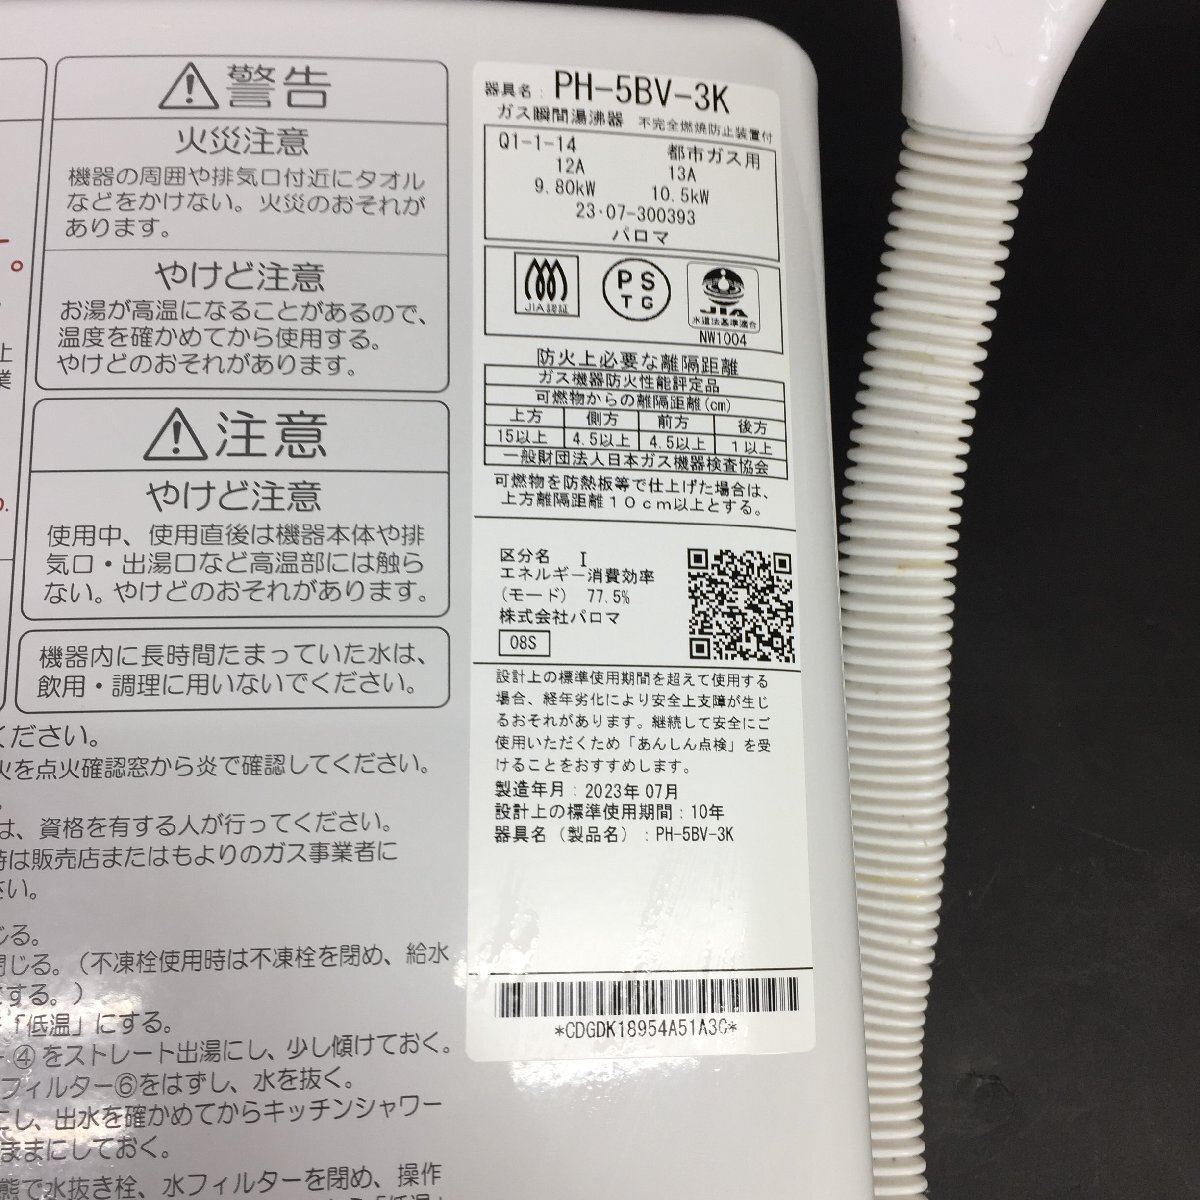 警告
火災注意
機器の周囲や排気口付近にタオル
などをかけない。火災のおそれが
あります。
やけど注意
お湯が高温になることがあるので、
温度を確かめてから使用する。
やけどのおそれがあります。
注意
やけど注意
使用中、使用直後は機器本体や排
気口・出湯口など高温部には触ら
ない。やけどのおそれがあります。
機器内に長時間たまっていた水は、
飲用・調理に用いないでください。
ください。
火を点火確認窓から炎で確認してください。
は、資格を有する人が行ってください。
時は販売店またはもよりのガス事業者に
さい。
じる。
閉じる。(不凍栓使用時は不凍栓を閉め、給水
にする。)
「低温」にする。
④をストレート出湯にし、少し傾けておく。
フィルター⑥をはずし、水を抜く。
にし、出水を確かめてからキッチンシャワー
ままにしておく。
態で水抜き栓、水フィルターを閉め、操作
器具名: PH-5BV-3K
ガス瞬間湯沸器 不完全燃焼防止装置付
Q1-1-14 都市ガス用
12A 13A
9.80kW 10.5kW
23・07-300393
パロマ
JIA認証
PS
TG
JIA
水道法基準適合
NW1004
防火上必要な離隔距離
ガス機器防火性能評定品
可燃物からの離隔距離(cm)
上方 側方 前方 後方
15以上 4.5以上 4.5以上 1以上
一般財団法人日本ガス機器検査協会
可燃物を防熱板等で仕上げた場合は、
上方離隔距離10cm以上とする。
区分名 I
エネルギー消費効率
(モード) 77.5%
株式会社パロマ
08S
設計上の標準使用期間を超えて使用する
場合、経年劣化により安全上支障が生じ
るおそれがあります。継続して安全にご
使用いただくため「あんしん点検」を受
けることをおすすめします。
製造年月:2023年07月
設計上の標準使用期間:10年
器具名(製品名):PH-5BV-3K
*CDGDK18954A51A3C*